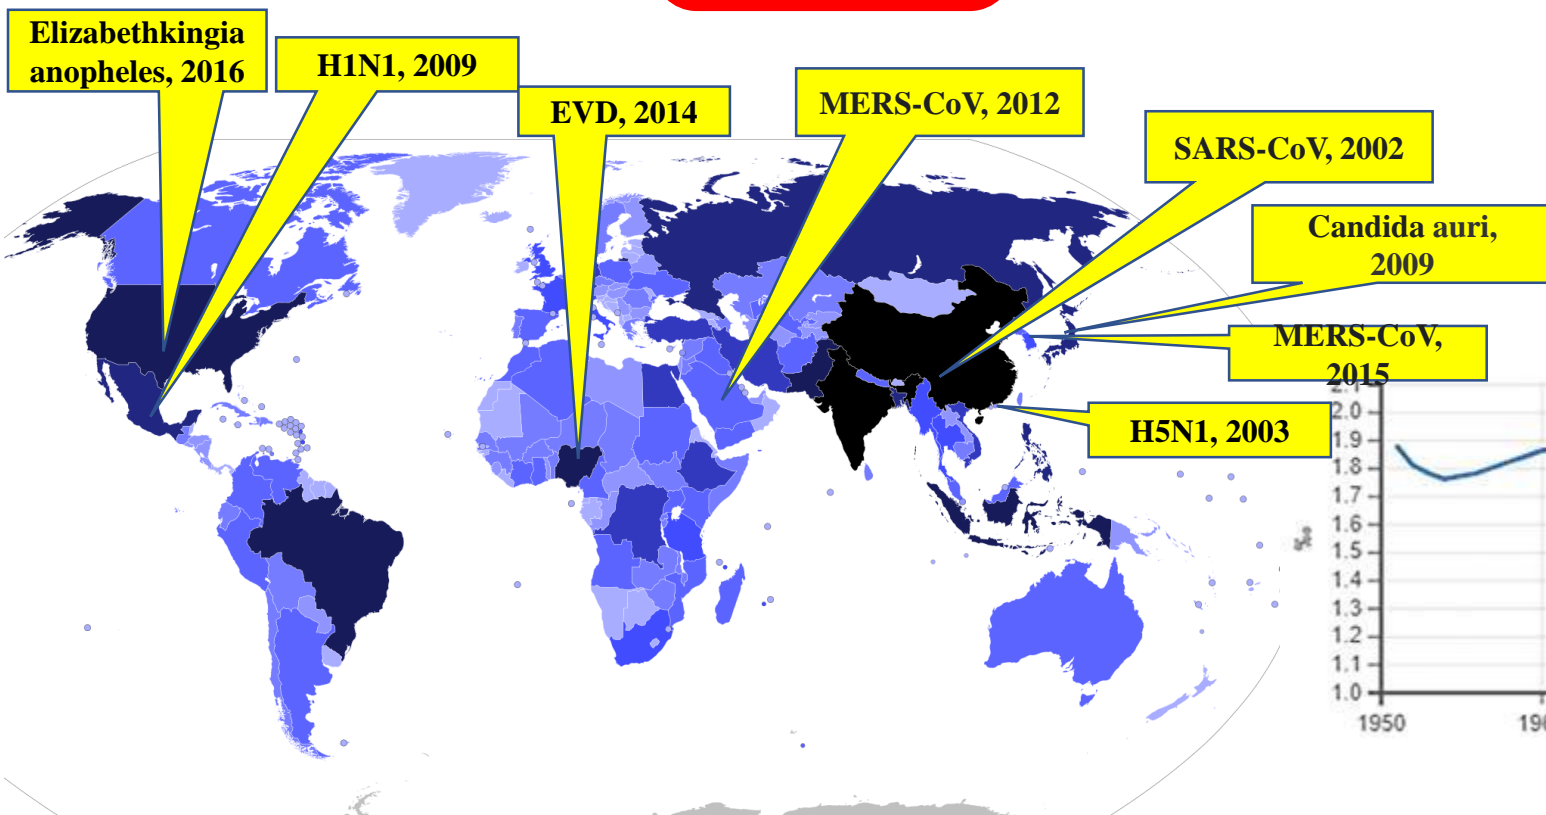 Elizabethkingia
anopheles, 2016
H1N1, 2009
EVD, 2014
MERS-CoV, 2012
SARS-CoV, 2002
Candida auri,
2009
MERS-CoV,
2015
H5N1, 2003
2.1
2.0
1.9
1.8
1.7
1.6
1.5
1.4
1.3
1.2
1.1
1.0
‰
1950